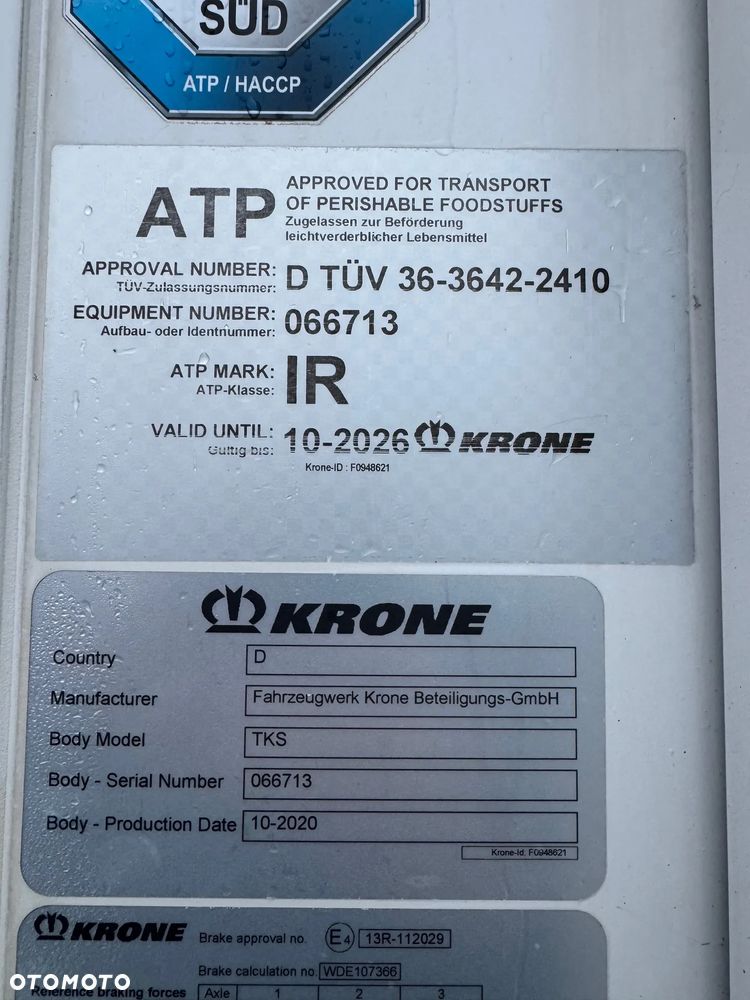 SÜD
ATP / HACCP
ATP
APPROVED FOR TRANSPORT
OF PERISHABLE FOODSTUFFS
Zugelassen zur Beförderung
leichtverderblicher Lebensmittel
APPROVAL NUMBER: D TÜV 36-3642-2410
TÜV-Zulassungsnummer:
EQUIPMENT NUMBER: 066713
Aufbau- oder Identnummer:
ATP MARK: IR
ATP-Klasse:
VALID UNTIL: 10-2026 KRONE
Gültig bis:
Krone-ID : F0948621
KRONE
Country D
Manufacturer Fahrzeugwerk Krone Beteiligungs-GmbH
Body Model TKS
Body - Serial Number 066713
Body - Production Date 10-2020
Krone-Id: F0948621
KRONE Brake approval no. E4 13R-112029
Brake calculation no. WDE107366
Reference braking forces Axle 1 2 3
OTOMOTO